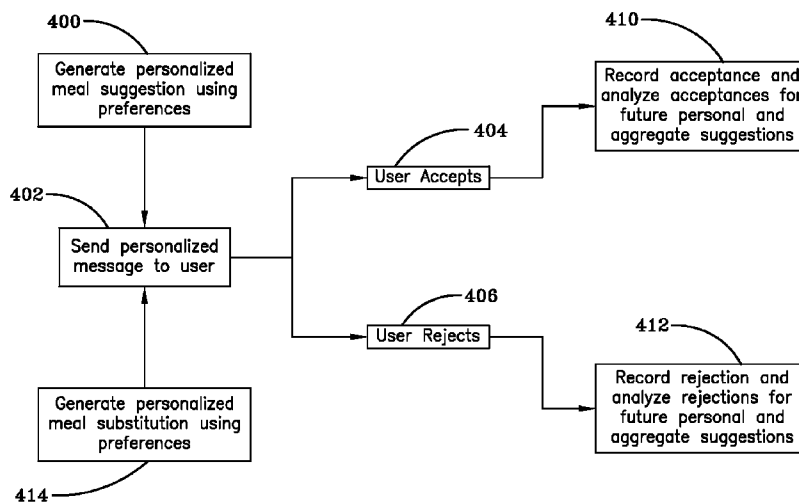 400
Generate personalized
meal suggestion using
preferences
402
Send personalized
message to user
Generate personalized
meal substitution using
preferences
414
404
User Accepts
406
User Rejects
410
Record acceptance and
analyze acceptances for
future personal and
aggregate suggestions
412
Record rejection and
analyze rejections for
future personal and
aggregate suggestions